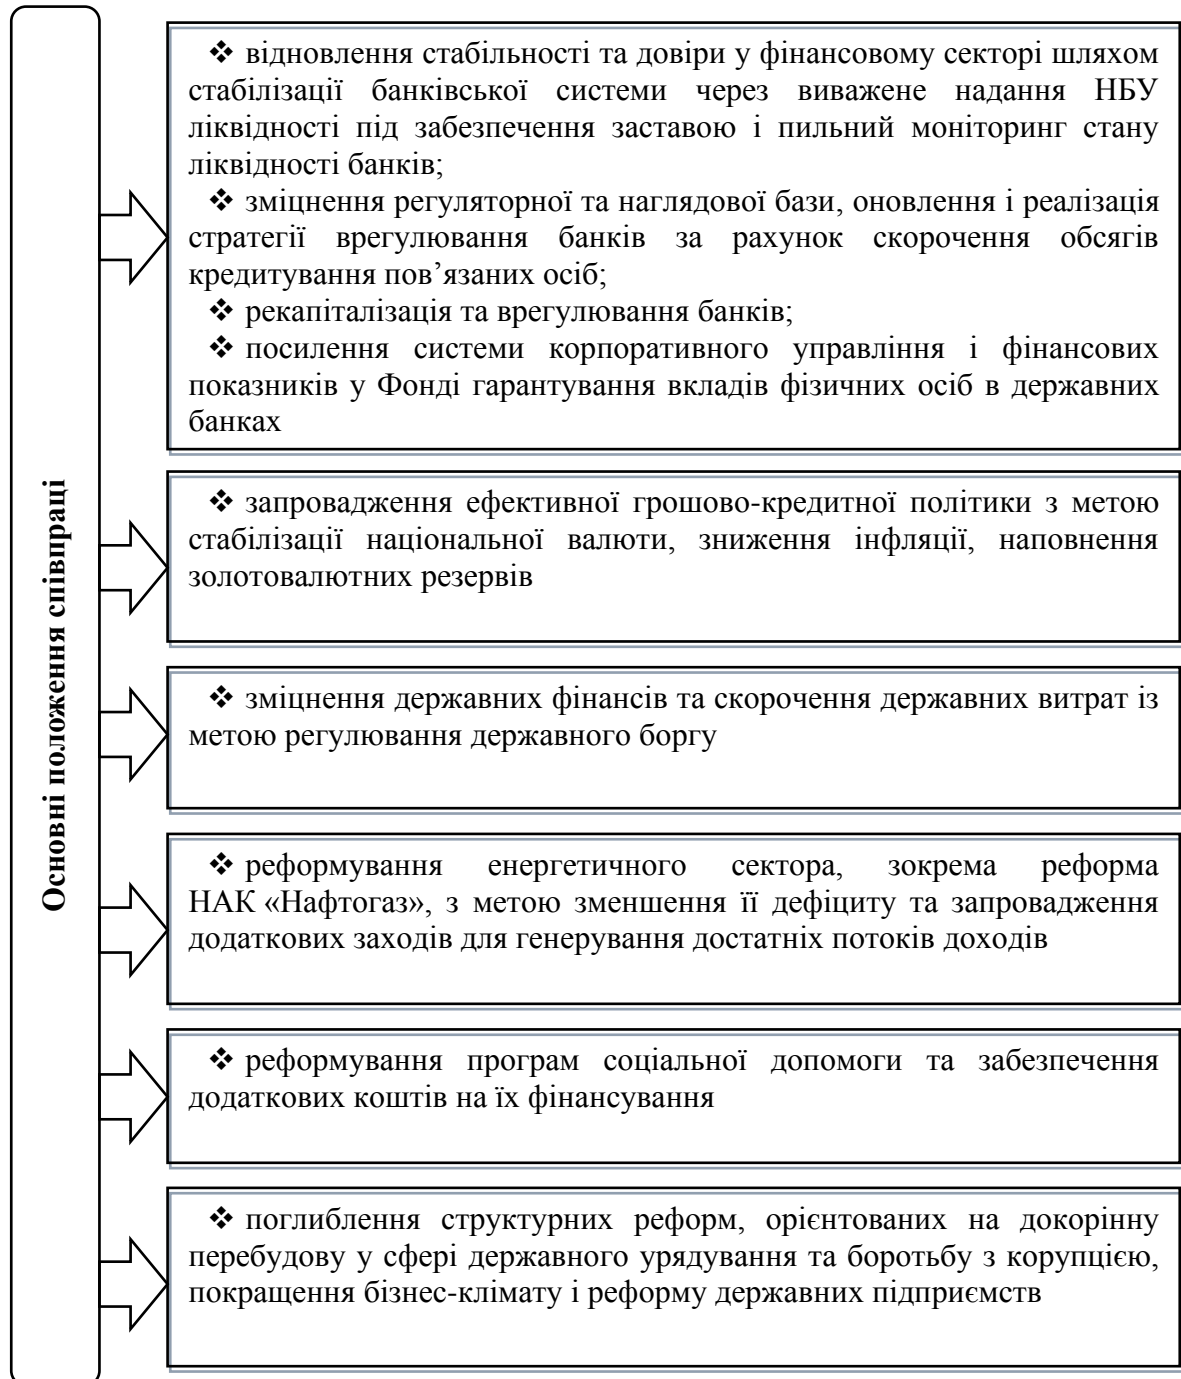 Основні положення співпраці
❖ відновлення стабільності та довіри у фінансовому секторі шляхом
стабілізації банківської системи через виважене надання НБУ
ліквідності під забезпечення заставою і пильний моніторинг стану
ліквідності банків;
❖ зміцнення регуляторної та наглядової бази, оновлення і реалізація
стратегії врегулювання банків за рахунок скорочення обсягів
кредитування пов’язаних осіб;
❖ рекапіталізація та врегулювання банків;
❖ посилення системи корпоративного управління і фінансових
показників у Фонді гарантування вкладів фізичних осіб в державних
банках
❖ запровадження ефективної грошово-кредитної політики з метою
стабілізації національної валюти, зниження інфляції, наповнення
золотовалютних резервів
❖ зміцнення державних фінансів та скорочення державних витрат із
метою регулювання державного боргу
❖ реформування енергетичного сектора, зокрема реформа
НАК «Нафтогаз», з метою зменшення її дефіциту та запровадження
додаткових заходів для генерування достатніх потоків доходів
❖ реформування програм соціальної допомоги та забезпечення
додаткових коштів на їх фінансування
❖ поглиблення структурних реформ, орієнтованих на докорінну
перебудову у сфері державного урядування та боротьбу з корупцією,
покращення бізнес-клімату і реформу державних підприємств